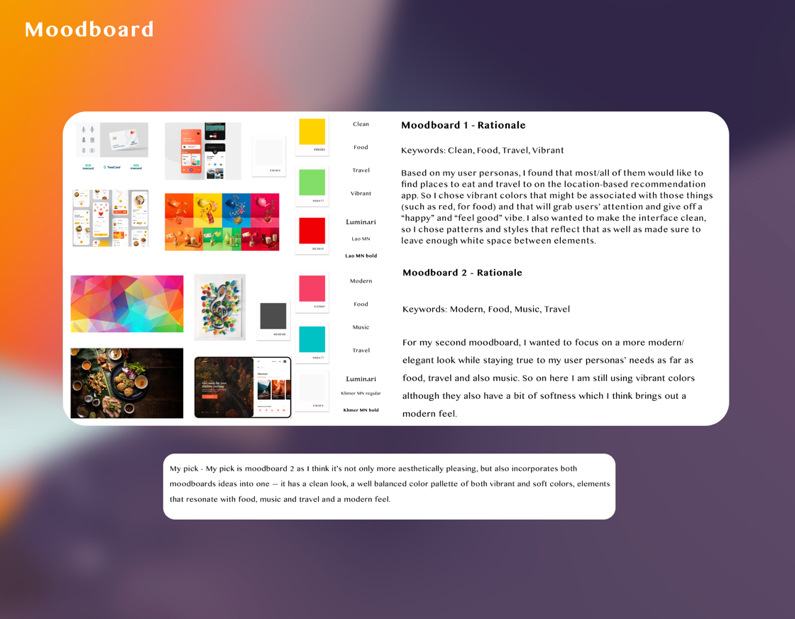 Moodboard
Clean
Food
Travel
Vibrant
Luminari
Lao MN
Lao MN bold
Moodboard 1 - Rationale
Keywords: Clean, Food, Travel, Vibrant
Based on my user personas, I found that most/all of them would like to
find places to eat and travel to on the location-based recommendation
app. So I chose vibrant colors that might be associated with those things
(such as red, for food) and that will grab users’ attention and give off a
“happy” and “feel good” vibe. I also wanted to make the interface clean,
so I chose patterns and styles that reflect that as well as made sure to
leave enough white space between elements.
Modern
Food
Music
Travel
Luminari
Khmer MN regular
Khmer MN bold
Moodboard 2 - Rationale
Keywords: Modern, Food, Music, Travel
For my second moodboard, I wanted to focus on a more modern/
elegant look while staying true to my user personas’ needs as far as
food, travel and also music. So on here I am still using vibrant colors
although they also have a bit of softness which I think brings out a
modern feel.
My pick - My pick is moodboard 2 as I think it’s not only more aesthetically pleasing, but also incorporates both
moodboards ideas into one — it has a clean look, a well balanced color pallette of both vibrant and soft colors, elements
that resonate with food, music and travel and a modern feel.